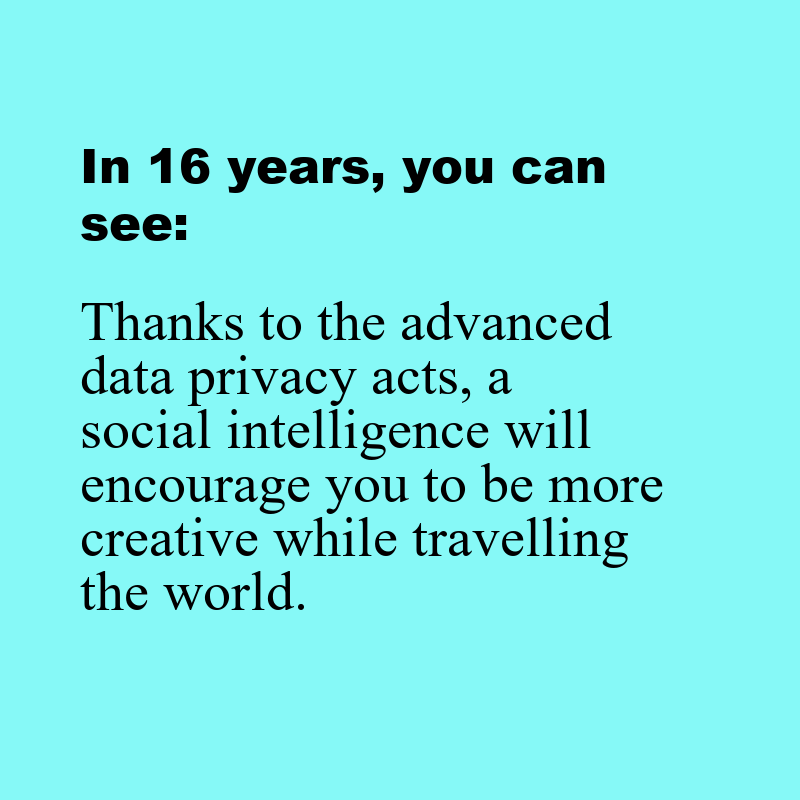 In 16 years, you can
see:
Thanks to the advanced
data privacy acts, a
social intelligence will
encourage you to be more
creative while travelling
the world.